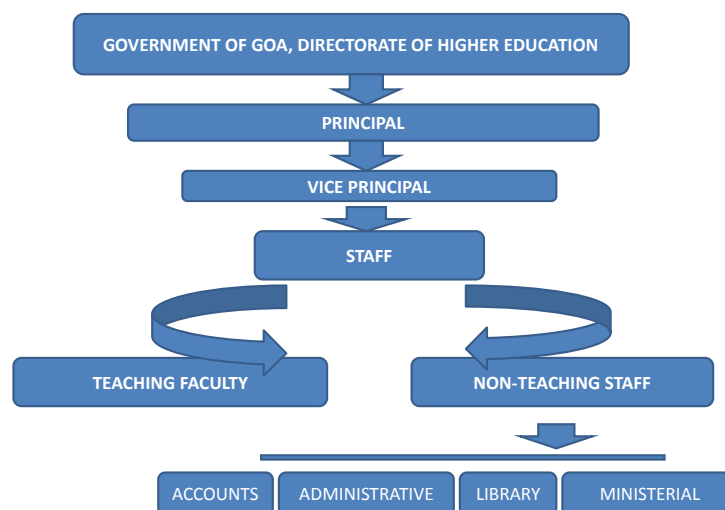 GOVERNMENT OF GOA, DIRECTORATE OF HIGHER EDUCATION
PRINCIPAL
VICE PRINCIPAL
STAFF
TEACHING FACULTY
NON-TEACHING STAFF
ACCOUNTS
ADMINISTRATIVE
LIBRARY
MINISTERIAL